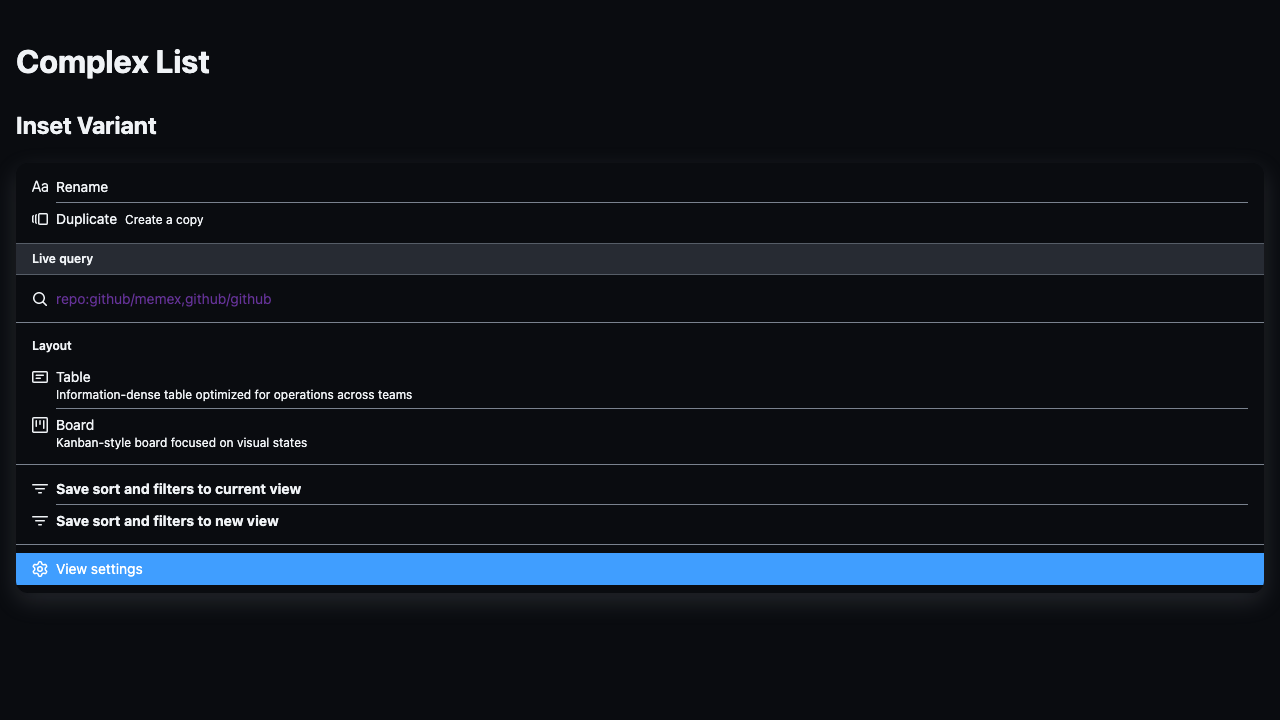 Complex List
Inset Variant
Aa Rename
Duplicate Create a copy
Live query
repo:github/memex,github/github
Layout
Table
Information-dense table optimized for operations across teams
Board
Kanban-style board focused on visual states
Save sort and filters to current view
Save sort and filters to new view
View settings